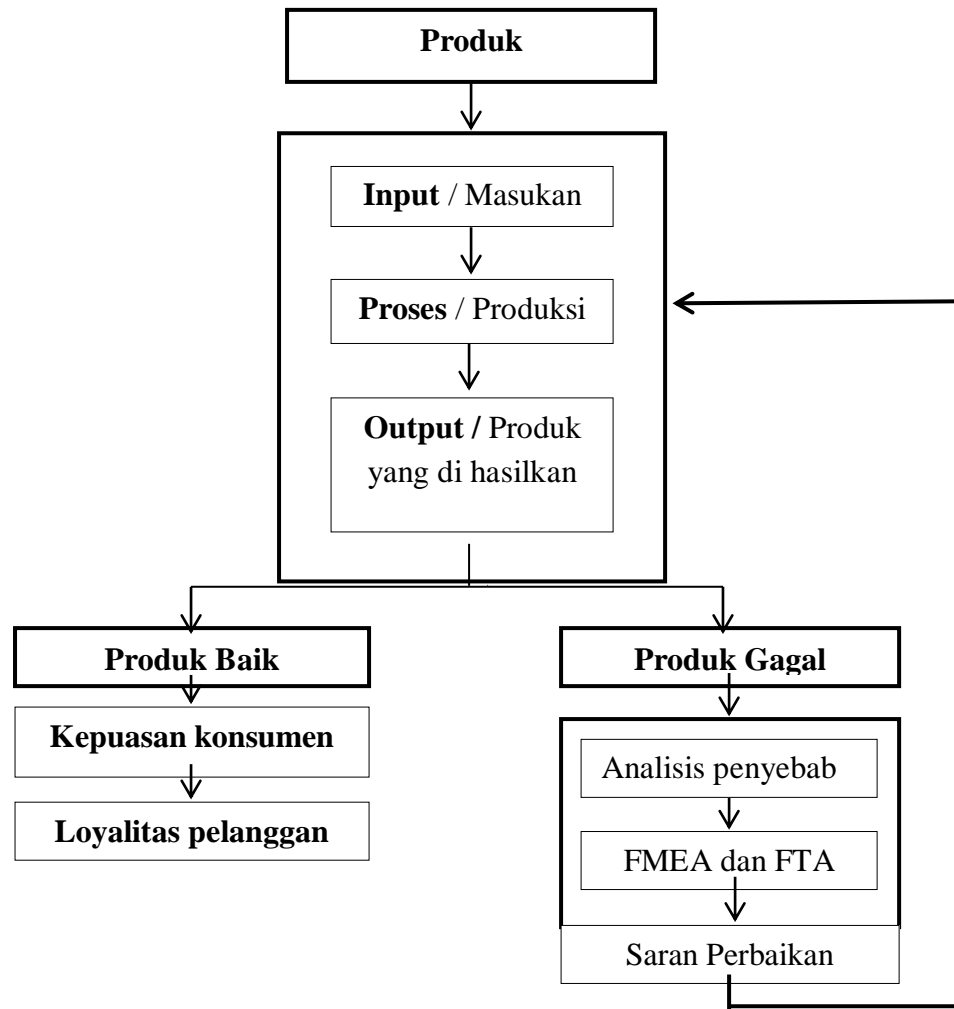 Produk
Input / Masukan
Proses / Produksi
Output / Produk
yang di hasilkan
Produk Baik
Produk Gagal
Kepuasan konsumen
Loyalitas pelanggan
Analisis penyebab
FMEA dan FTA
Saran Perbaikan